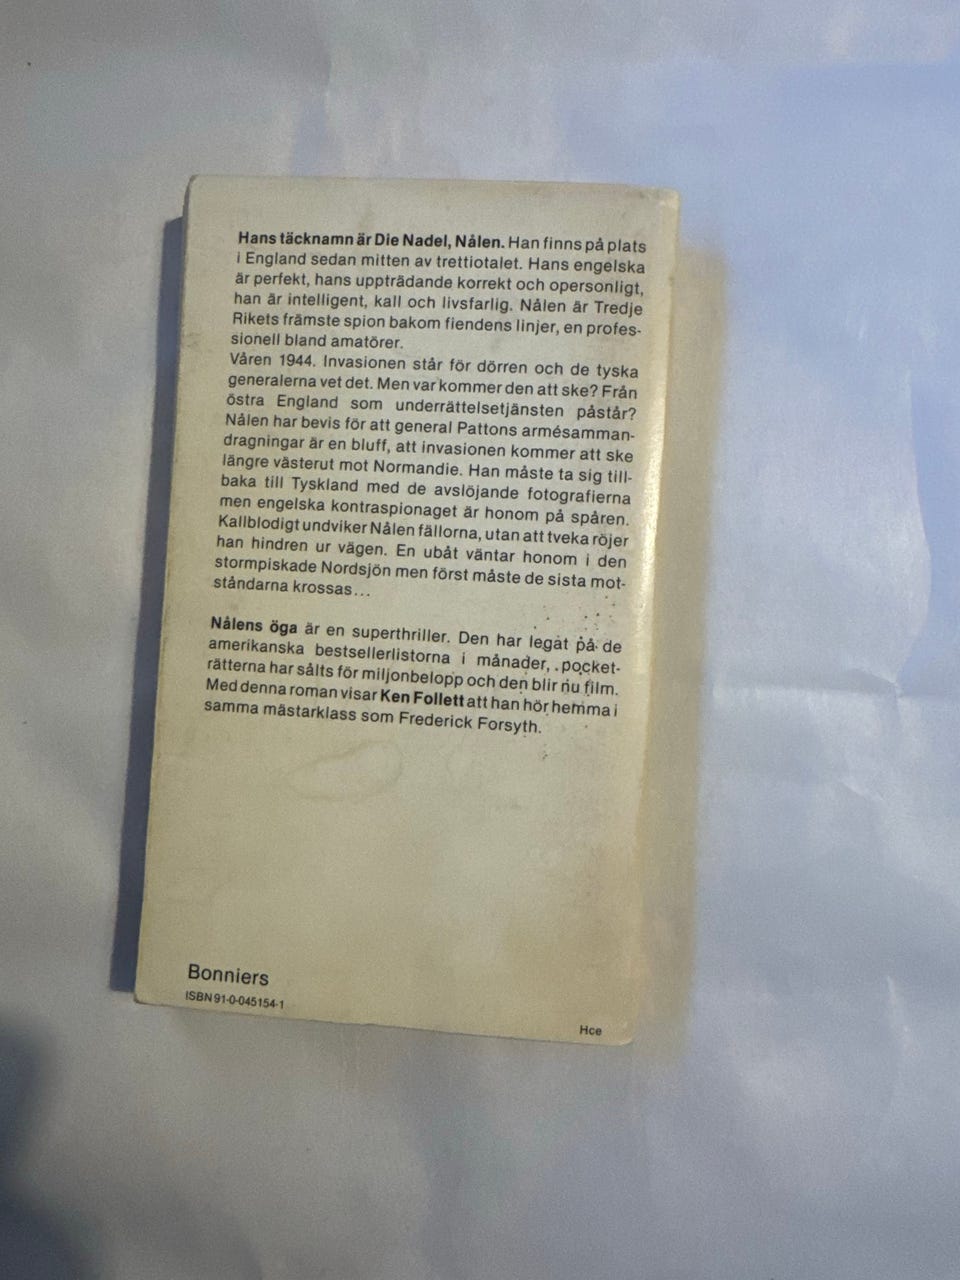 Hans täcknamn är Die Nadel, Nålen. Han finns på plats
i England sedan mitten av trettiotalet. Hans engelska
är perfekt, hans uppträdande korrekt och opersonligt,
han är intelligent, kall och livsfarlig. Nålen är Tredje
Rikets främste spion bakom fiendens linjer, en profes-
sionell bland amatörer.
Våren 1944. Invasionen står för dörren och de tyska
generalerna vet det. Men var kommer den att ske? Från
östra England som underrättelsetjänsten påstår?
Nålen har bevis för att general Pattons armésamman-
dragningar är en bluff, att invasionen kommer att ske
längre västerut mot Normandie. Han måste ta sig till-
baka till Tyskland med de avslöjande fotografierna
men engelska kontraspionaget är honom på spåren.
Kallblodigt undviker Nålen fällorna, utan att tveka röjer
han hindren ur vägen. En ubåt väntar honom i den
stormpiskade Nordsjön men först måste de sista mot-
ståndarna krossas...
Nålens öga är en superthriller. Den har legat på de
amerikanska bestsellerlistorna i månader, pocket-
rätterna har sålts för miljonbelopp och den blir nu film.
Med denna roman visar Ken Follett att han hör hemma i
samma mästarklass som Frederick Forsyth.
Bonniers
ISBN 91-0-045154-1
Hce